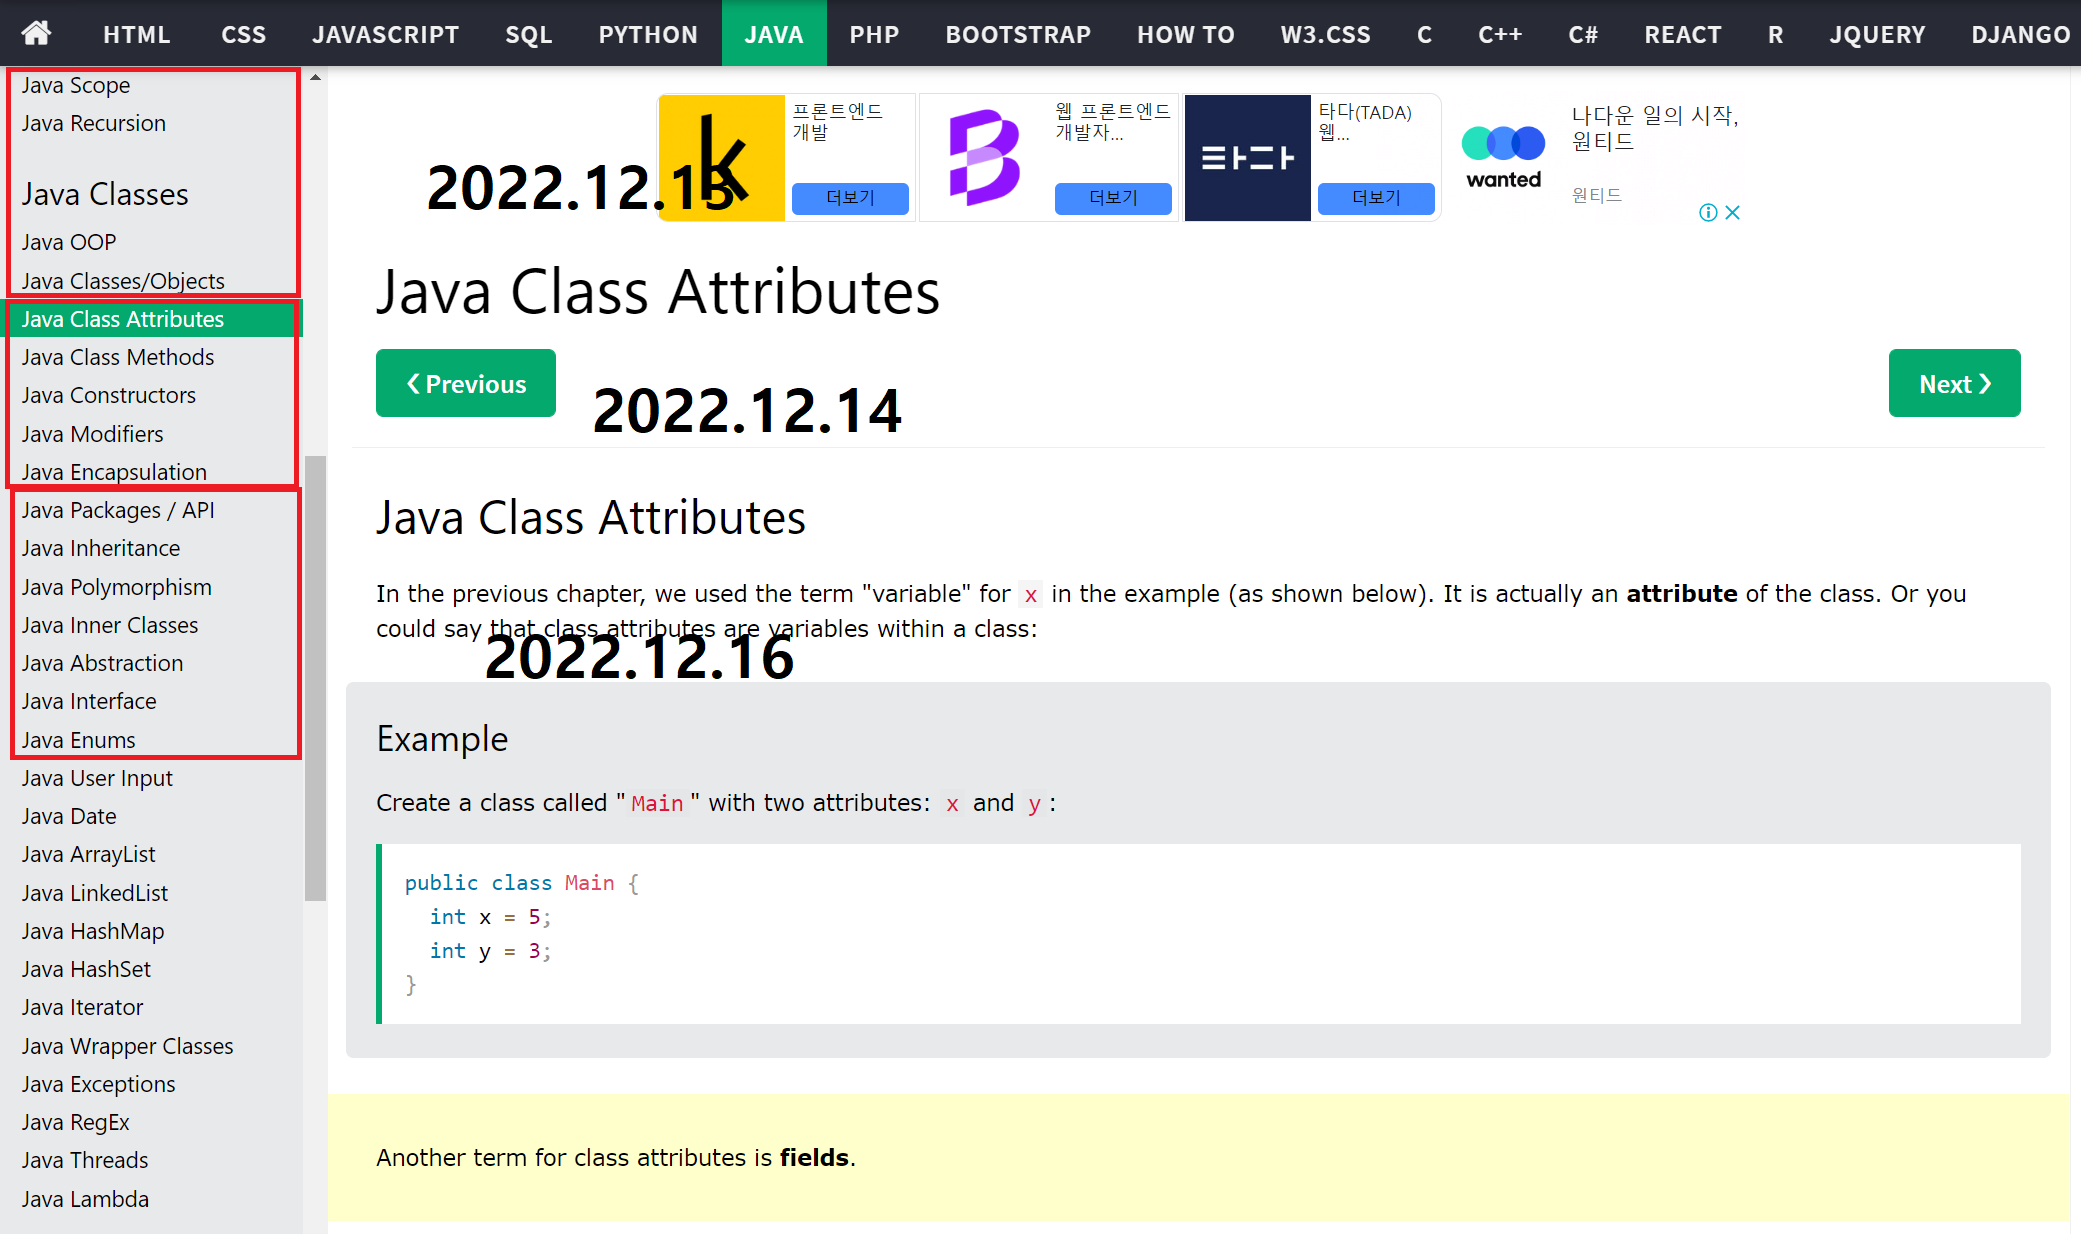 HTML CSS JAVASCRIPT SQL PYTHON JAVA PHP BOOTSTRAP HOW TO W3.CSS C C++ C# REACT R JQUERY DJANGO
Java Scope
Java Recursion
Java Classes
Java OOP
Java Classes/Objects
Java Class Attributes
Java Class Methods
Java Constructors
Java Modifiers
Java Encapsulation
Java Packages / API
Java Inheritance
Java Polymorphism
Java Inner Classes
Java Abstraction
Java Interface
Java Enums
Java User Input
Java Date
Java ArrayList
Java LinkedList
Java HashMap
Java HashSet
Java Iterator
Java Wrapper Classes
Java Exceptions
Java RegEx
Java Threads
Java Lambda
2022.12.13
k
프론트엔드
개발
더보기
B
웹 프론트엔드
개발자...
더보기
타다
타다(TADA)
웹...
더보기
wanted
나다운 일의 시작,
원티드
원티드
Java Class Attributes
❮ Previous
Next ❯
2022.12.14
Java Class Attributes
In the previous chapter, we used the term "variable" for x in the example (as shown below). It is actually an attribute of the class. Or you
could say that class attributes are variables within a class:
2022.12.16
Example
Create a class called "Main" with two attributes: x and y:
public class Main {
  int x = 5;
  int y = 3;
}
Another term for class attributes is fields.